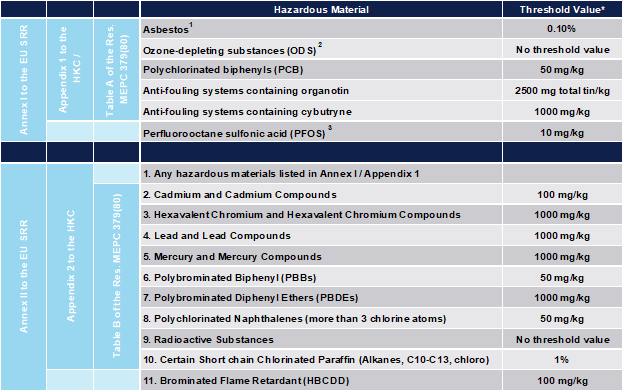 Hazardous Material Threshold Value*
Annex I to the EU SRR
Appendix 1 to the
HKC /
Table A of the Res.
MEPC 379(80)
Asbestos1 0.10%
Ozone-depleting substances (ODS) 2 No threshold value
Polychlorinated biphenyls (PCB) 50 mg/kg
Anti-fouling systems containing organotin 2500 mg total tin/kg
Anti-fouling systems containing cybutryne 1000 mg/kg
Perfluorooctane sulfonic acid (PFOS) 3 10 mg/kg
Annex II to the EU SRR
Appendix 2 to the HKC
Table B of the Res. MEPC 379(80)
1. Any hazardous materials listed in Annex I / Appendix 1
2. Cadmium and Cadmium Compounds 100 mg/kg
3. Hexavalent Chromium and Hexavalent Chromium Compounds 1000 mg/kg
4. Lead and Lead Compounds 1000 mg/kg
5. Mercury and Mercury Compounds 1000 mg/kg
6. Polybrominated Biphenyl (PBBs) 50 mg/kg
7. Polybrominated Diphenyl Ethers (PBDEs) 1000 mg/kg
8. Polychlorinated Naphthalenes (more than 3 chlorine atoms) 50 mg/kg
9. Radioactive Substances No threshold value
10. Certain Short chain Chlorinated Paraffin (Alkanes, C10-C13, chloro) 1%
11. Brominated Flame Retardant (HBCDD) 100 mg/kg